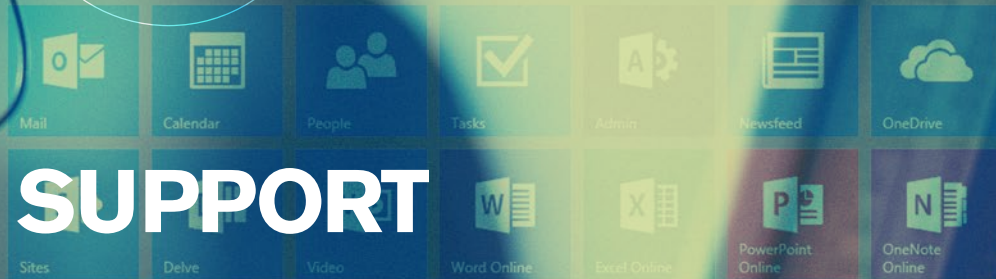 Mail
Calendar
People
Tasks
Admin
Newsfeed
OneDrive
SUPPORT
Sites
Delve
Video
Word Online
Excel Online
PowerPoint
Online
OneNote
Online